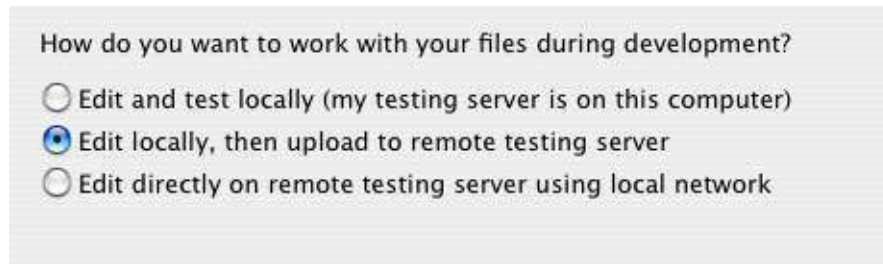 How do you want to work with your files during development?
Edit and test locally (my testing server is on this computer)
Edit locally, then upload to remote testing server
Edit directly on remote testing server using local network